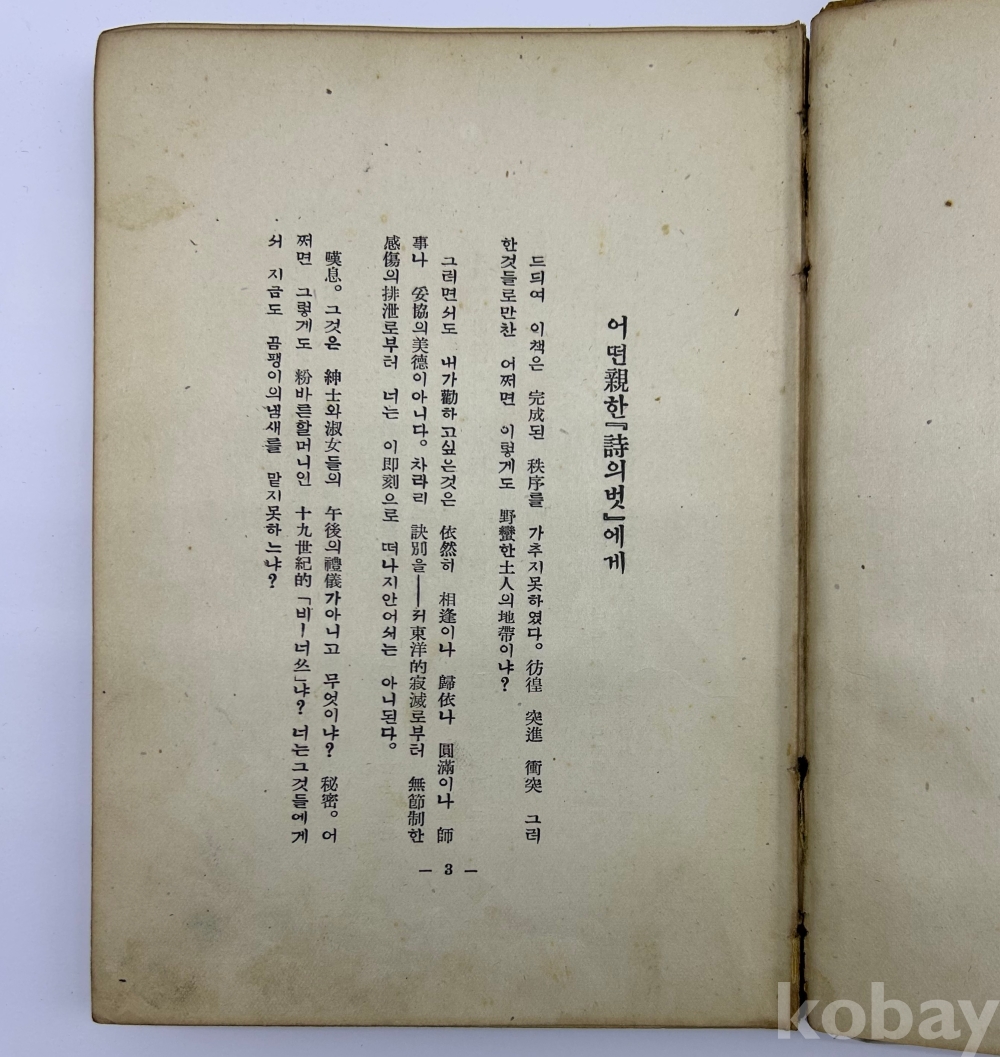 어떤親한『詩의벗』에게
드듸여 이책은 完成된 秩序를 가추지못하였다。彷徨 突進 衝突 그러
한것들로만찬 어쩌면 이렇게도 野蠻한土人의地帶이냐?
그러면서도 내가勸하고싶은것은 依然히 相逢이나 歸依나 圓滿이나 師
事나 妥協의美德이아니다。차라리 訣別을——저東洋的寂滅로부터 無節制한
感傷의排泄로부터 너는 이即刻으로 떠나지안어서는 아니된다。
嘆息。그것은 紳士와淑女들의 午後의禮儀가아니고 무엇이냐? 秘密。어
쩌면 그렇게도 粉바른할머니인 十九世紀的「비—너쓰」냐? 너는그것들에게
서 지금도 곰팽이의냄새를 맡지못하느냐?
— 3 —
kobay